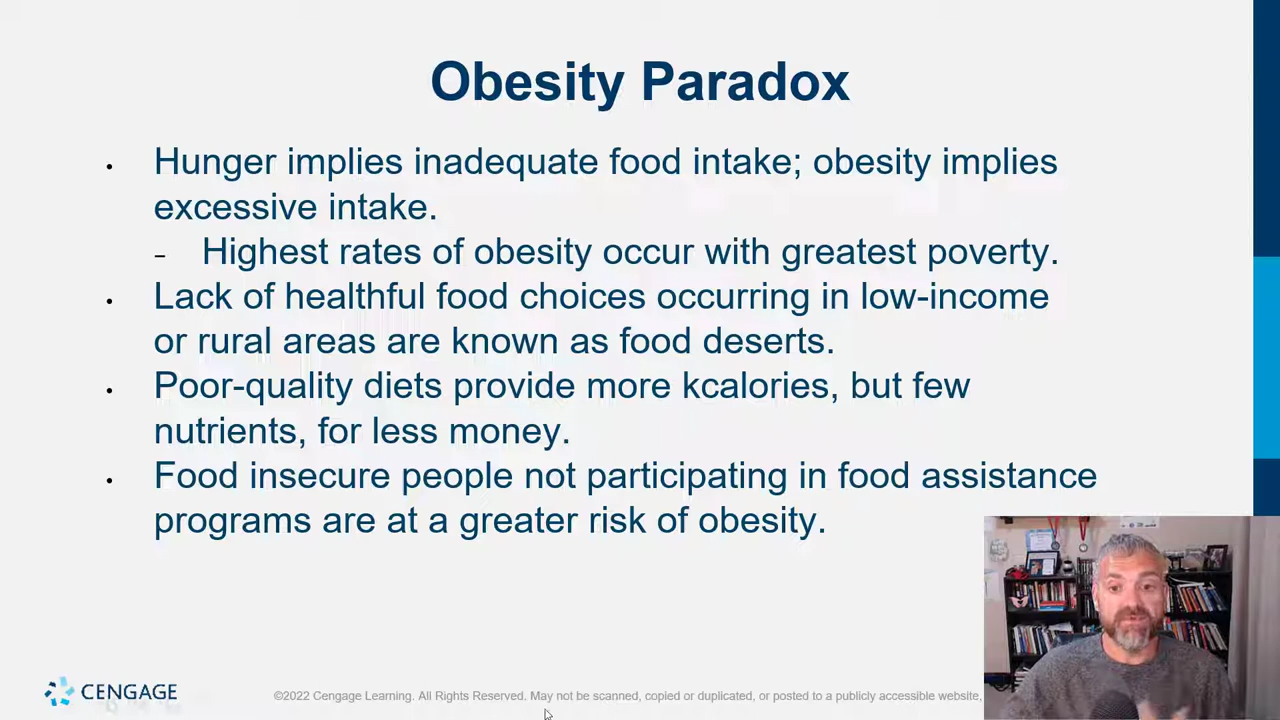 Obesity Paradox
• Hunger implies inadequate food intake; obesity implies
excessive intake.
– Highest rates of obesity occur with greatest poverty.
• Lack of healthful food choices occurring in low-income
or rural areas are known as food deserts.
• Poor-quality diets provide more kcalories, but few
nutrients, for less money.
• Food insecure people not participating in food assistance
programs are at a greater risk of obesity.
CENGAGE
©2022 Cengage Learning. All Rights Reserved. May not be scanned, copied or duplicated, or posted to a publicly accessible website,